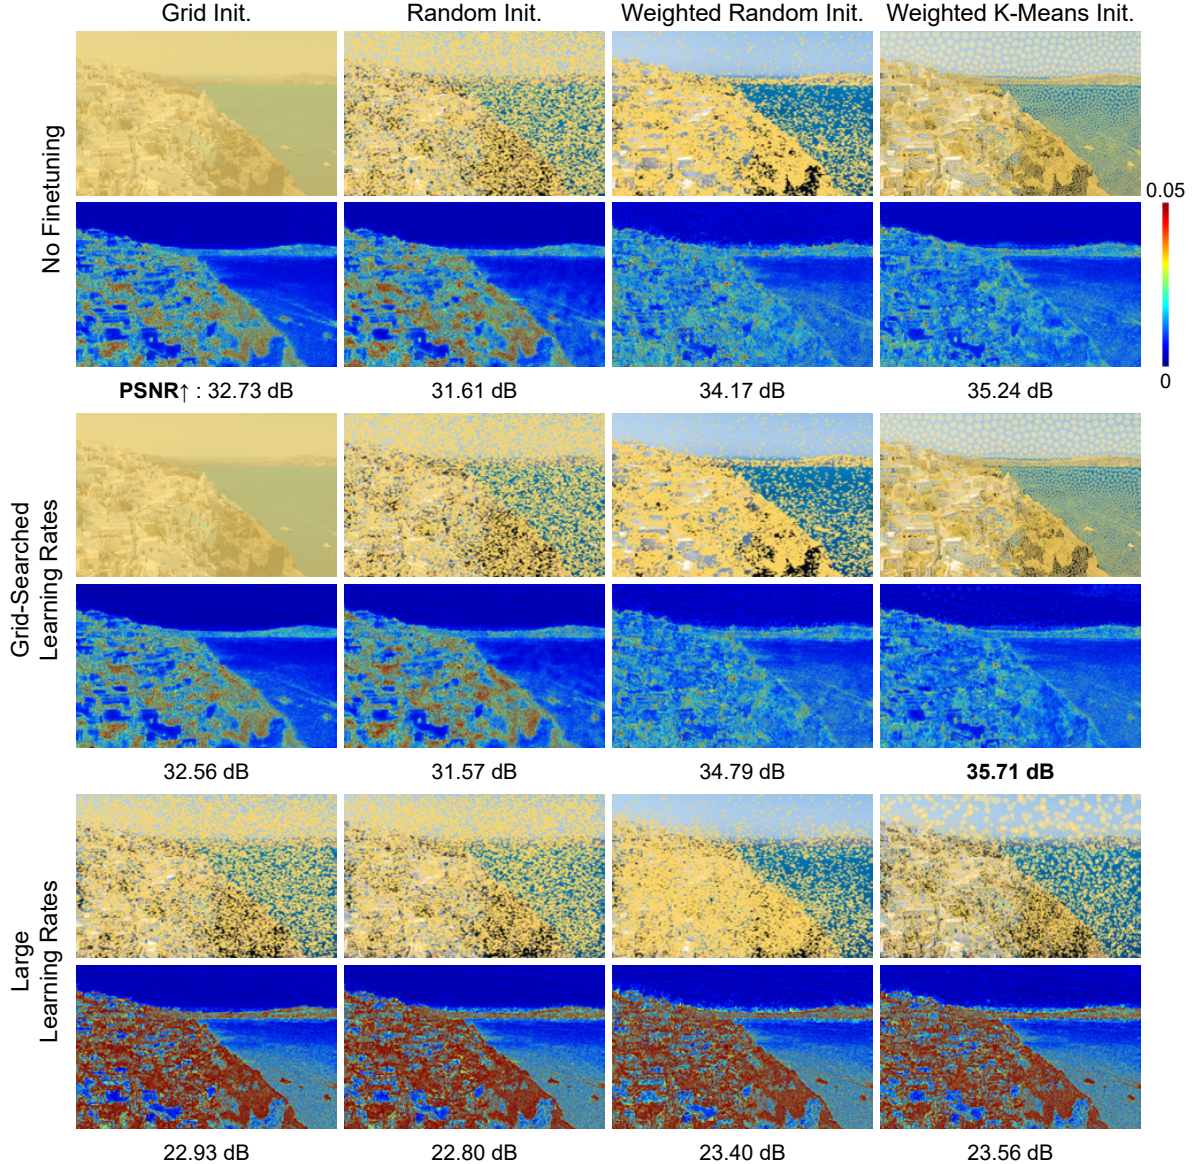 Grid Init.
Random Init.
Weighted Random Init.
Weighted K-Means Init.
No Finetuning
0.05
0
PSNR↑ : 32.73 dB
31.61 dB
34.17 dB
35.24 dB
Grid-Searched
Learning Rates
32.56 dB
31.57 dB
34.79 dB
35.71 dB
Large
Learning Rates
22.93 dB
22.80 dB
23.40 dB
23.56 dB